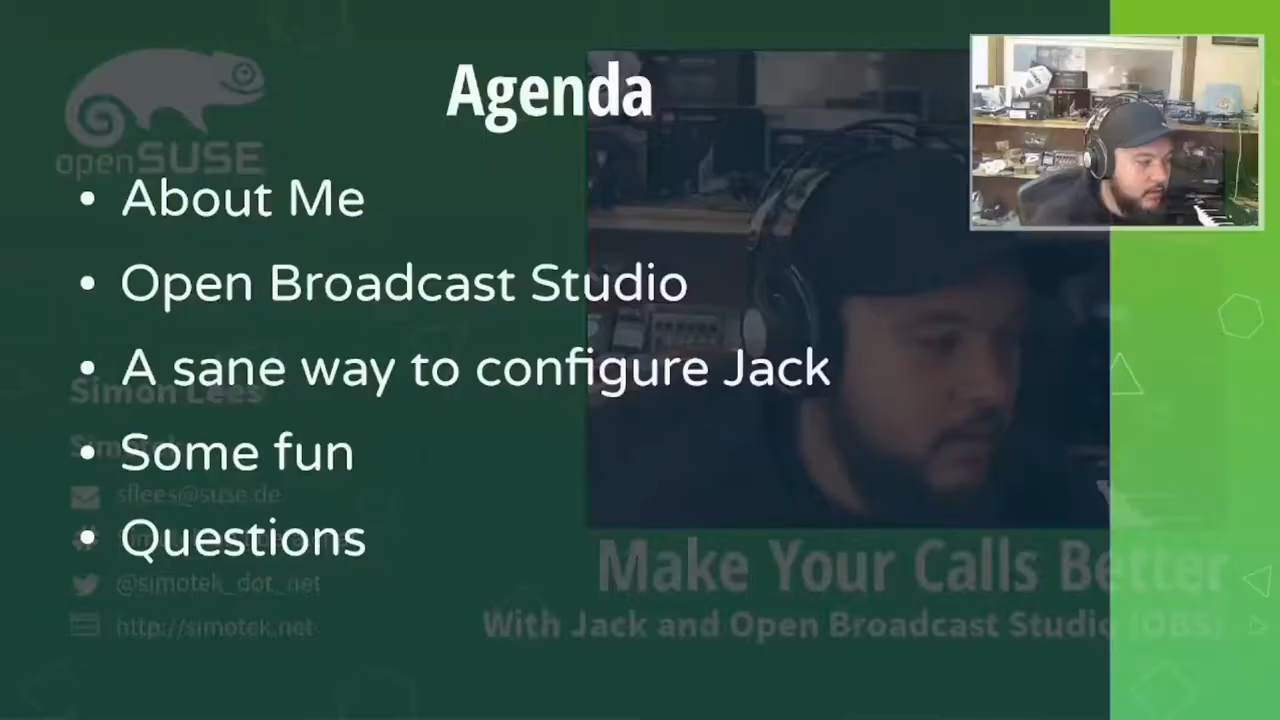 Agenda
openSUSE
• About Me
• Open Broadcast Studio
• A sane way to configure Jack
Simon Lees
• Some fun
sflees@suse.de
• Questions
@simotek_dot_net
http://simotek.net
Make Your Calls Better
With Jack and Open Broadcast Studio (OBS)